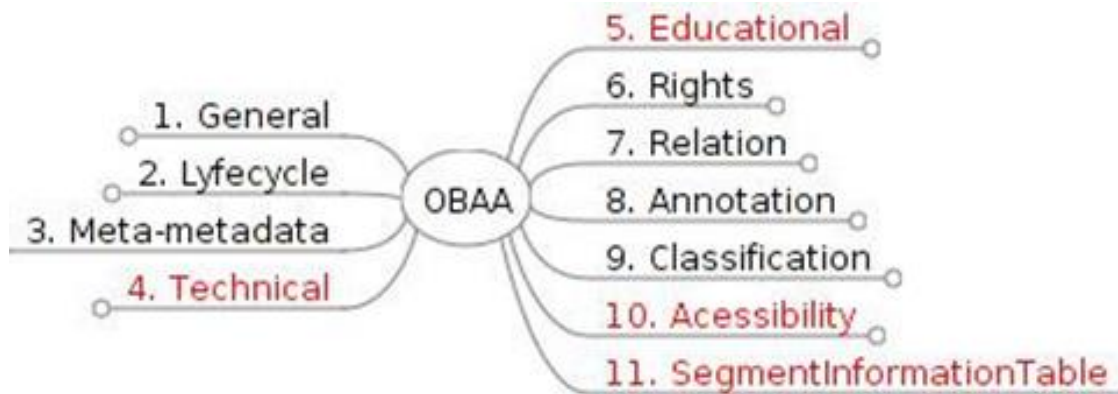 1. General
2. Lyfecycle
3. Meta-metadata
4. Technical
OBAA
5. Educational
6. Rights
7. Relation
8. Annotation
9. Classification
10. Acessibility
11. SegmentInformationTable